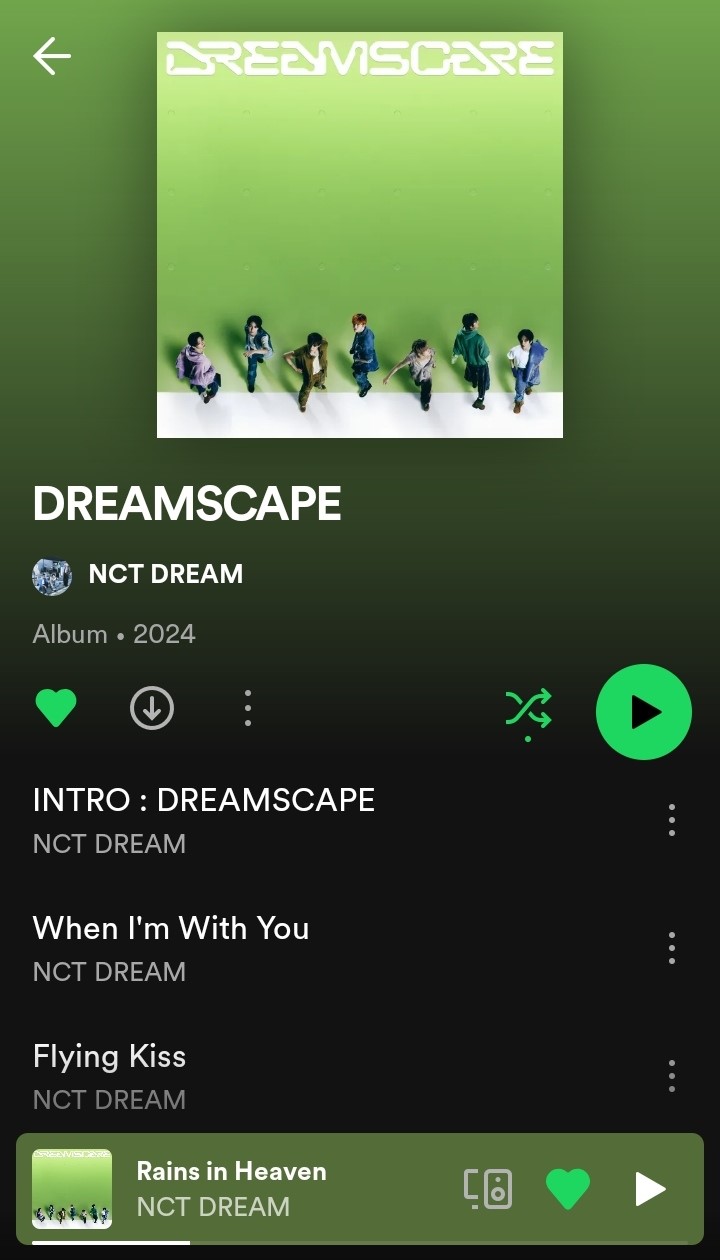 DREAMSCAPE
DREAMSCAPE
NCT DREAM
Album • 2024
INTRO : DREAMSCAPE
NCT DREAM
When I'm With You
NCT DREAM
Flying Kiss
NCT DREAM
Rains in Heaven
NCT DREAM